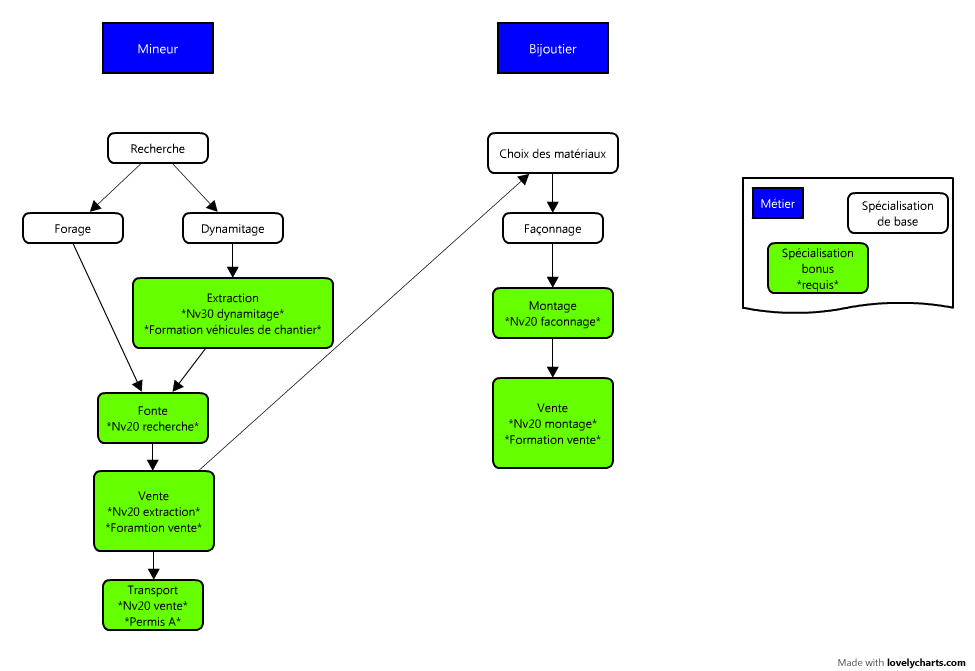 Mineur
Bijoutier
Recherche
Choix des matériaux
Métier
Spécialisation
de base
Forage
Dynamitage
Façonnage
Spécialisation
bonus
*requis*
Extraction
*Nv30 dynamitage*
*Formation véhicules de chantier*
Montage
*Nv20 faconnage*
Fonte
*Nv20 recherche*
Vente
*Nv20 montage*
*Formation vente*
Vente
*Nv20 extraction*
*Foramtion vente*
Transport
*Nv20 vente*
*Permis A*
Made with lovelycharts.com